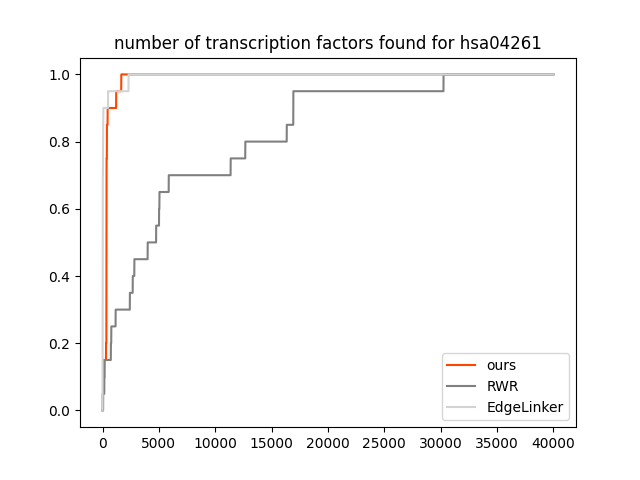 number of transcription factors found for hsa04261
1.0
0.8
0.6
0.4
0.2
0.0
ours
RWR
EdgeLinker
0 5000 10000 15000 20000 25000 30000 35000 40000